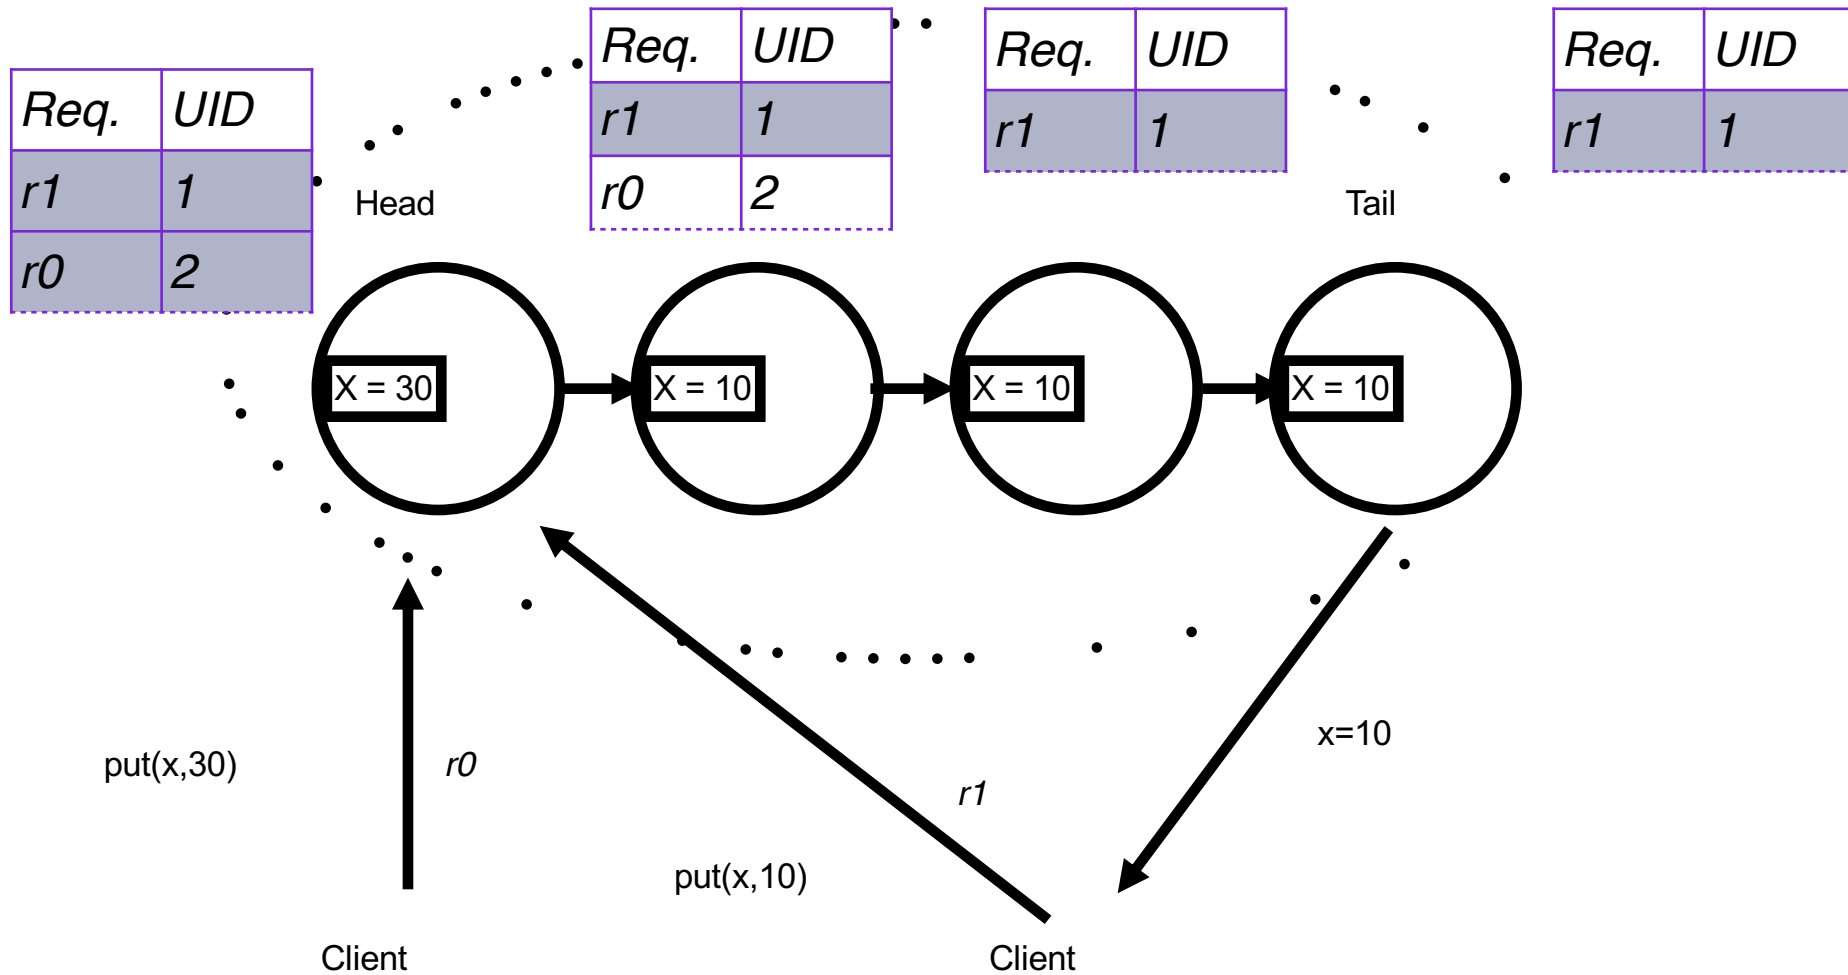 Req. UID
r1 1
r0 2
Req. UID
r1 1
r0 2
Req. UID
r1 1
Req. UID
r1 1
Head
Tail
X = 30
X = 10
X = 10
X = 10
put(x,30)
r0
r1
x=10
put(x,10)
Client
Client